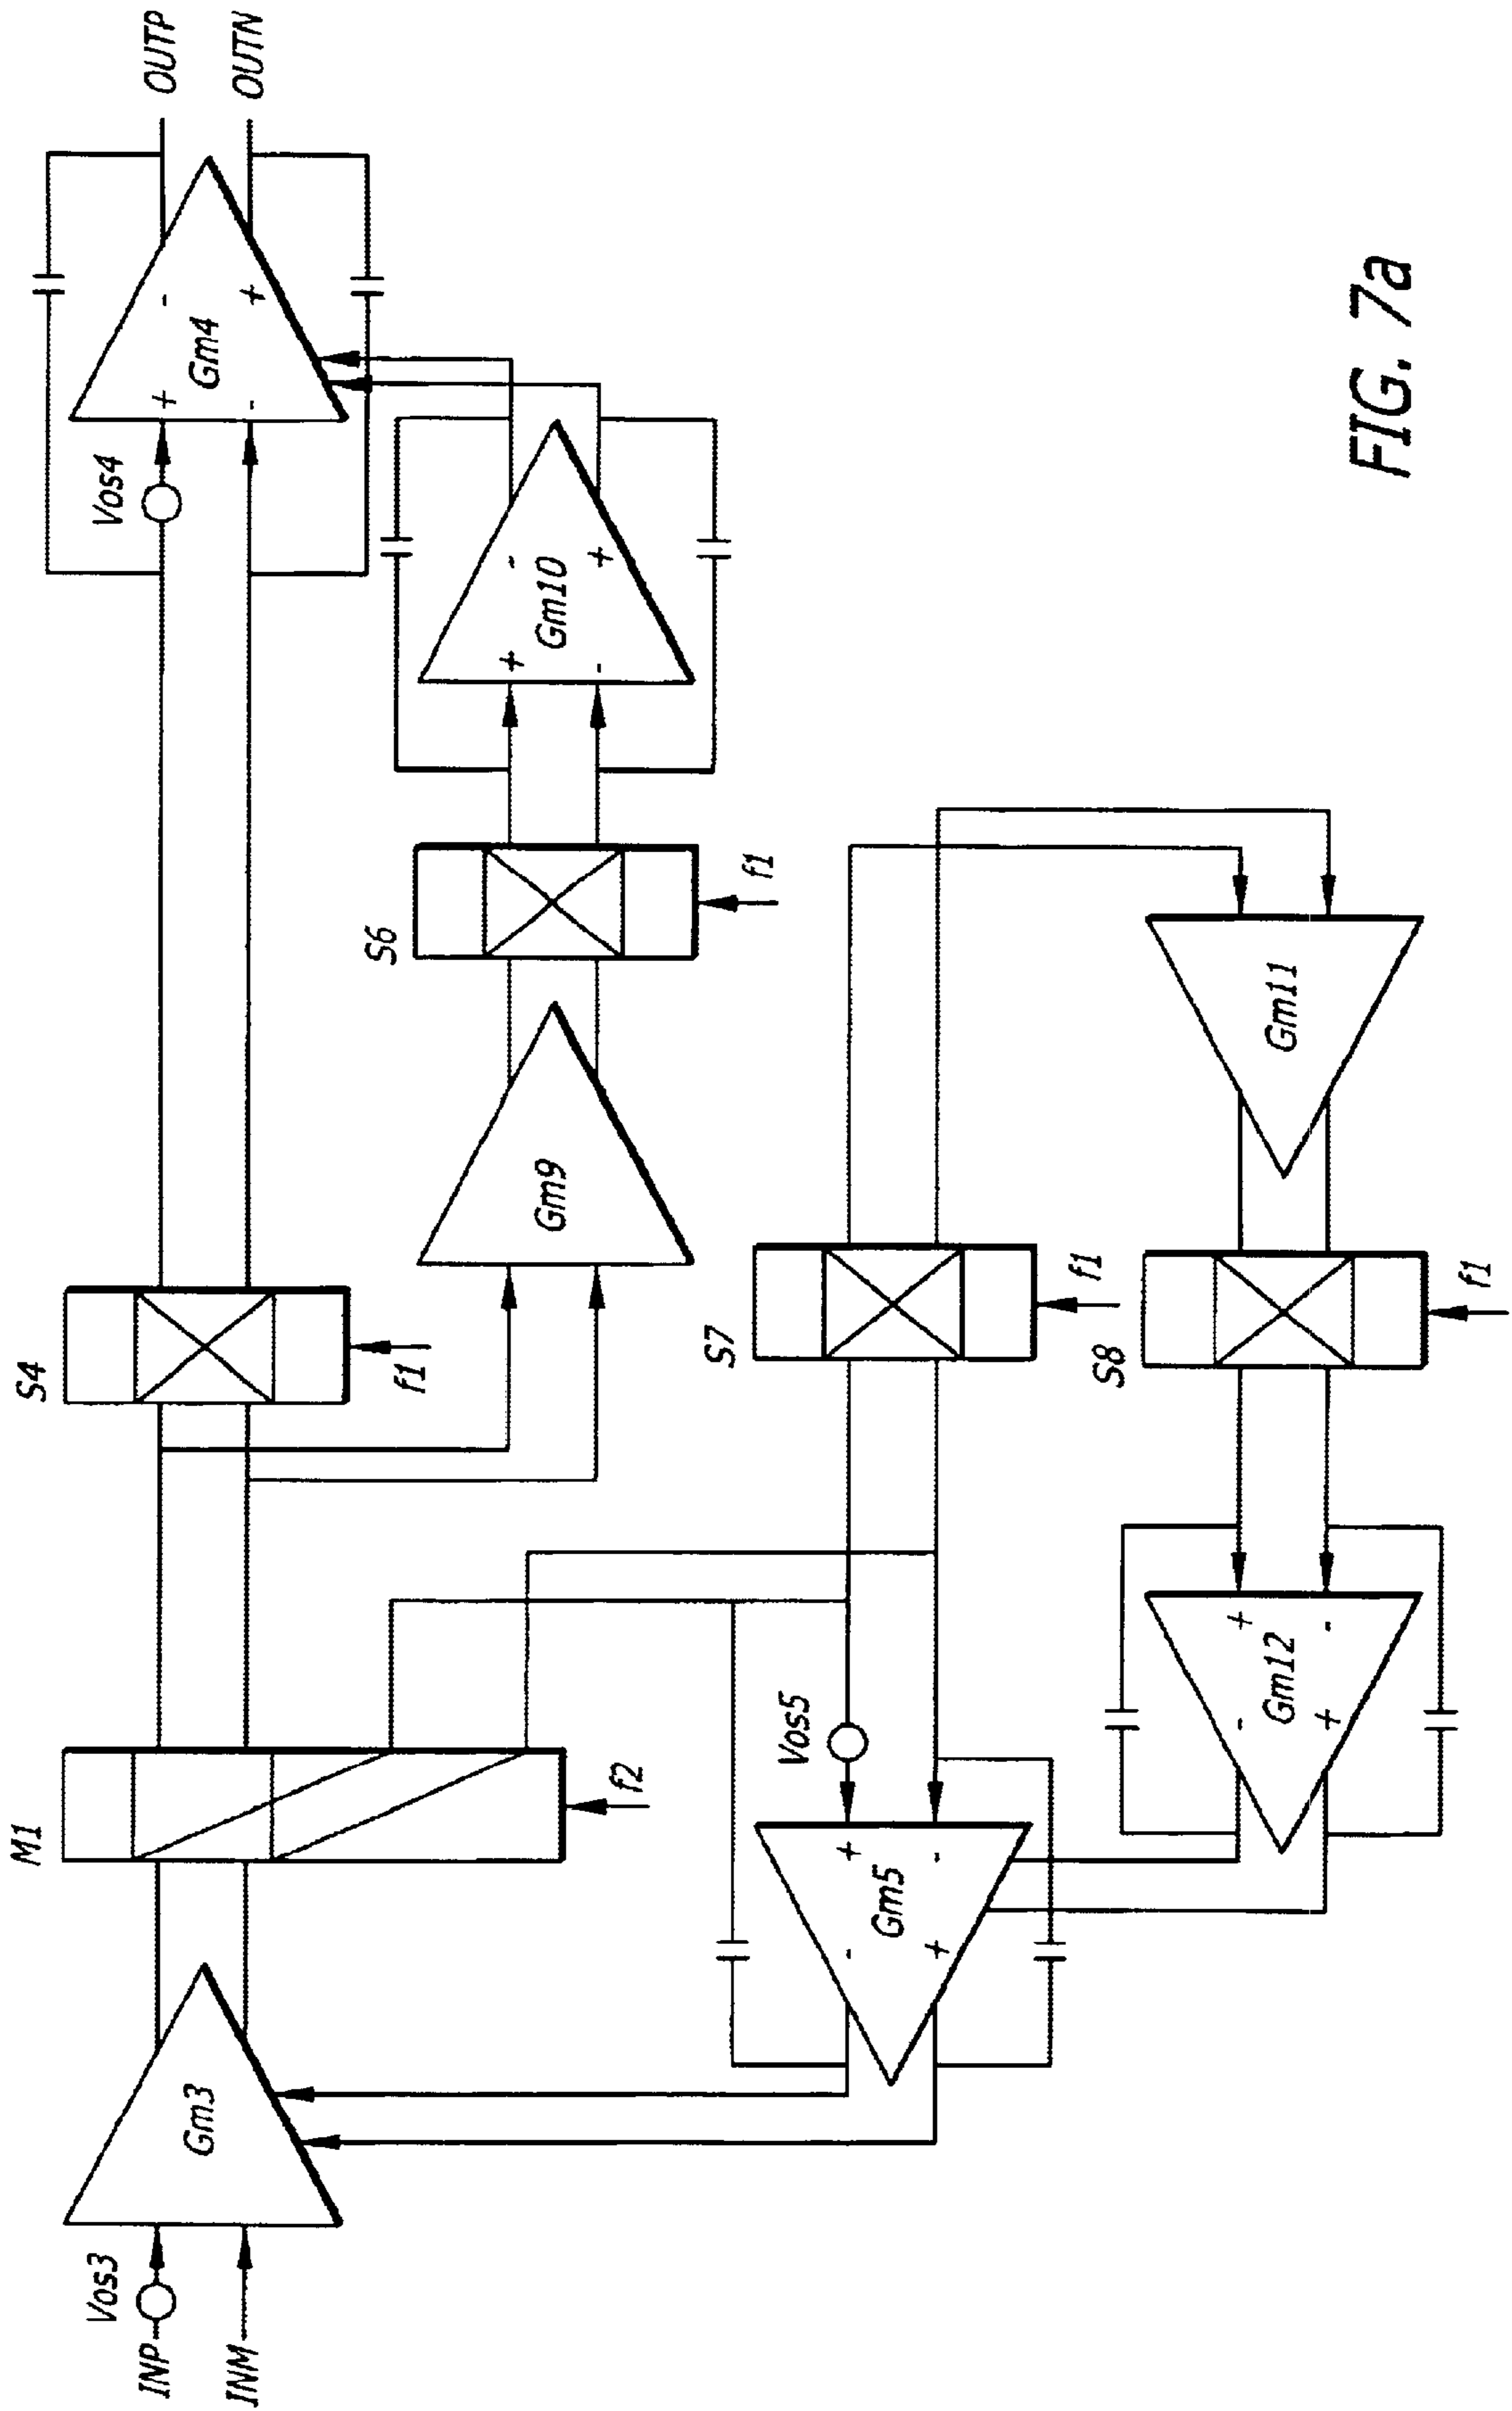 Vos3
INP
INM
Gm3
M1
f2
S4
f1
Vos4
+
-
Gm4
-
+
OUTP
OUTN
Gm9
S6
f1
+
-
Gm10
-
+
Vos5
+
-
Gm5
-
+
S7
f1
+
-
Gm12
-
+
S8
f1
Gm11
FIG. 7a